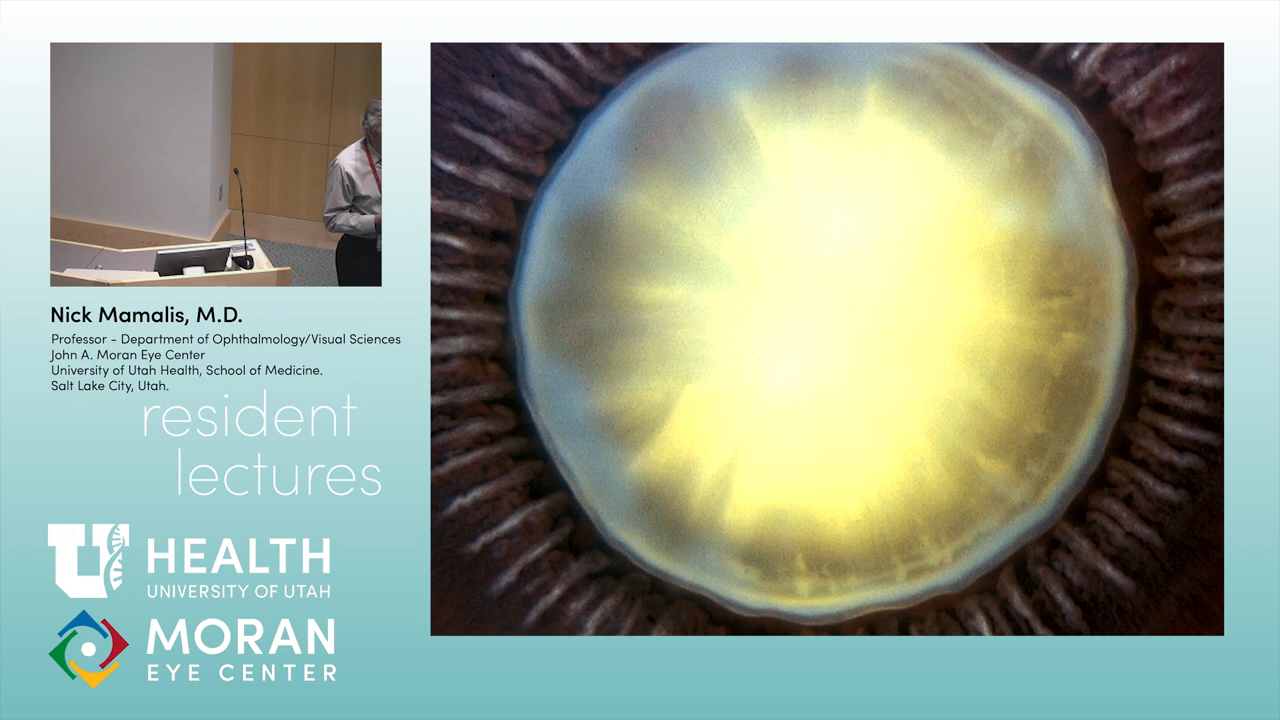 Nick Mamalis, M.D.
Professor - Department of Ophthalmology/Visual Sciences
John A. Moran Eye Center
University of Utah Health, School of Medicine.
Salt Lake City, Utah.
resident
lectures
U HEALTH
UNIVERSITY OF UTAH
MORAN
EYE CENTER